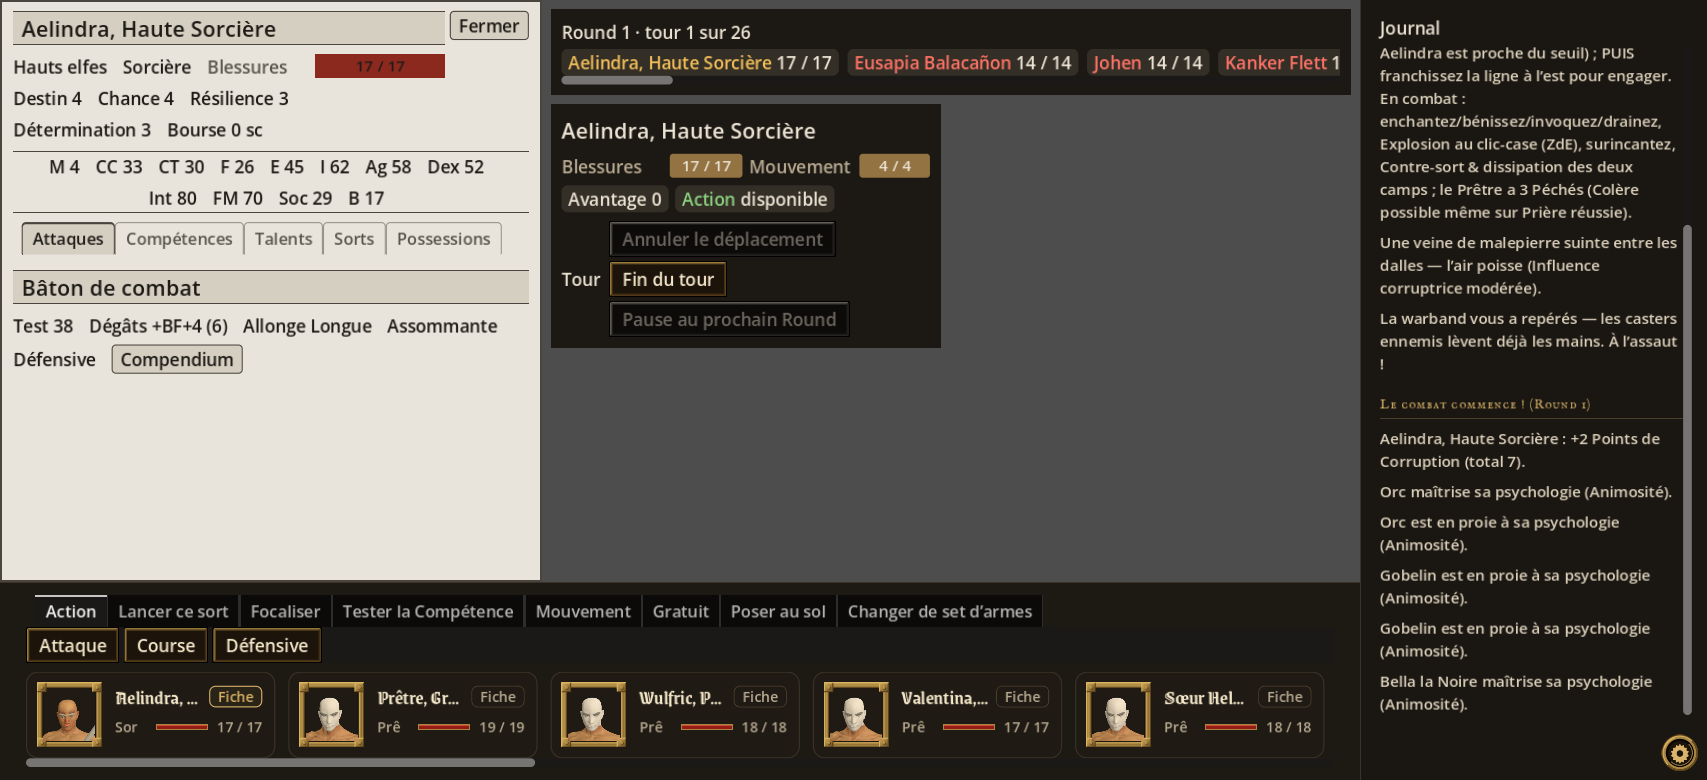 Aelindra, Haute Sorcière
Fermer
Hauts elfes Sorcière Blessures 17 / 17
Destin 4 Chance 4 Résilience 3
Détermination 3 Bourse 0 sc
M 4 CC 33 CT 30 F 26 E 45 I 62 Ag 58 Dex 52
Int 80 FM 70 Soc 29 B 17
Attaques Compétences Talents Sorts Possessions
Bâton de combat
Test 38 Dégâts +BF+4 (6) Allonge Longue Assommante
Défensive Compendium
Round 1 · tour 1 sur 26
Aelindra, Haute Sorcière 17 / 17 Eusapia Balacañon 14 / 14 Johen 14 / 14 Kanker Flett 1
Aelindra, Haute Sorcière
Blessures 17 / 17 Mouvement 4 / 4
Avantage 0 Action disponible
Annuler le déplacement
Tour Fin du tour
Pause au prochain Round
Journal
Aelindra est proche du seuil) ; PUIS
franchissez la ligne à l’est pour engager.
En combat :
enchantez/bénissez/invoquez/drainez,
Explosion au clic-case (ZdE), surincantez,
Contre-sort & dissipation des deux
camps ; le Prêtre a 3 Péchés (Colère
possible même sur Prière réussie).
Une veine de malepierre suinte entre les
dalles — l’air poisse (Influence
corruptrice modérée).
La warband vous a repérés — les casters
ennemis lèvent déjà les mains. À l’assaut
!
Le combat commence ! (Round 1)
Aelindra, Haute Sorcière : +2 Points de
Corruption (total 7).
Orc maîtrise sa psychologie (Animosité).
Orc est en proie à sa psychologie
(Animosité).
Gobelin est en proie à sa psychologie
(Animosité).
Gobelin est en proie à sa psychologie
(Animosité).
Bella la Noire maîtrise sa psychologie
(Animosité).
Action Lancer ce sort Focaliser Tester la Compétence Mouvement Gratuit Poser au sol Changer de set d’armes
Attaque Course Défensive
Aelindra, ... Fiche
Sor 17 / 17
Prêtre, Gr... Fiche
Prê 19 / 19
Wulfric, P... Fiche
Prê 18 / 18
Valentina,... Fiche
Prê 17 / 17
Sœur Hel... Fiche
Prê 18 / 18